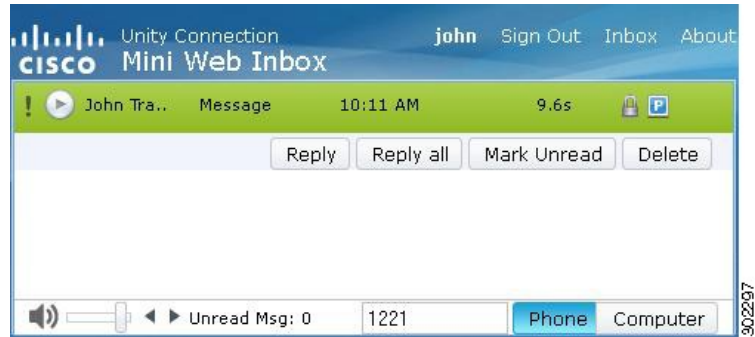 Unity Connection john Sign Out Inbox About
CISCO Mini Web Inbox
! John Tra.. Message 10:11 AM 9.6s P
Reply Reply all Mark Unread Delete
Unread Msg: 0 1221 Phone Computer
302297